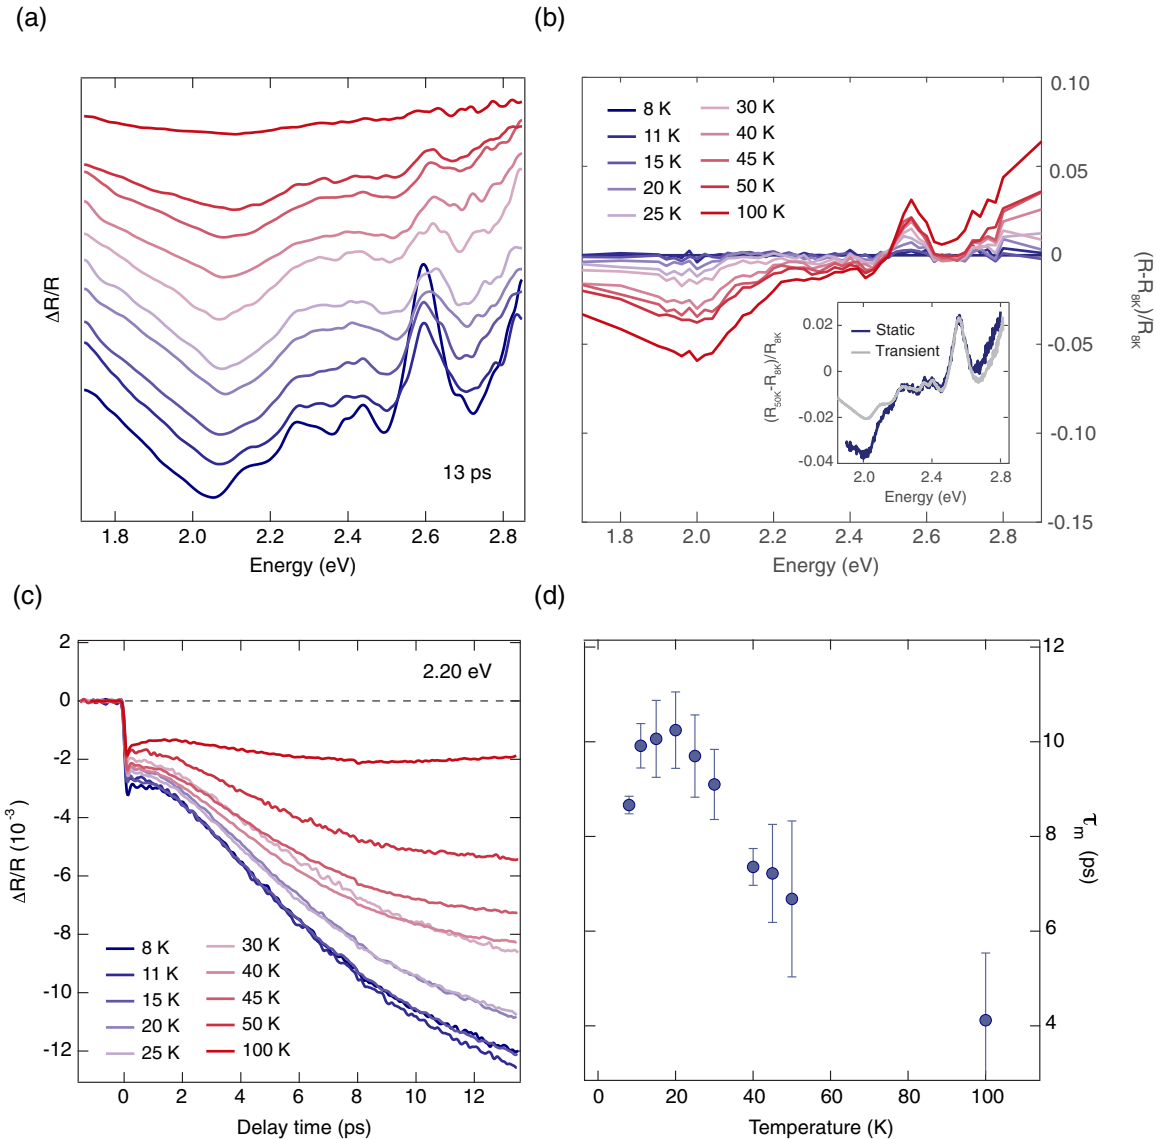 (a)
ΔR/R
13 ps
1.8 2.0 2.2 2.4 2.6 2.8
Energy (eV)
(b)
8 K
11 K
15 K
20 K
25 K
30 K
40 K
45 K
50 K
100 K
0.10
0.05
0
-0.05
-0.10
-0.15
(R-R8K)/R8K
1.8 2.0 2.2 2.4 2.6 2.8
Energy (eV)
Static
Transient
0.02
0
-0.02
-0.04
(R50K-R8K)/R8K
2.0 2.4 2.8
Energy (eV)
(c)
2.20 eV
2
0
-2
-4
-6
-8
-10
-12
ΔR/R (10-3)
8 K
11 K
15 K
20 K
25 K
30 K
40 K
45 K
50 K
100 K
0 2 4 6 8 10 12
Delay time (ps)
(d)
12
10
8
6
4
τm (ps)
0 20 40 60 80 100
Temperature (K)